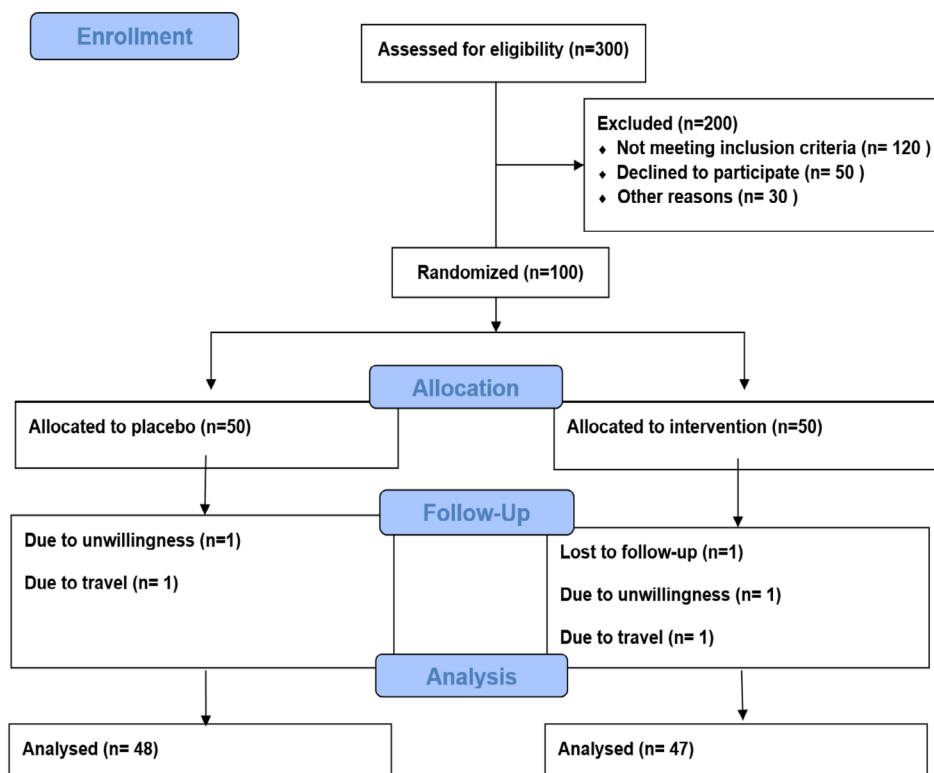 Enrollment
Assessed for eligibility (n=300)
Excluded (n=200)
♦ Not meeting inclusion criteria (n= 120 )
♦ Declined to participate (n= 50 )
♦ Other reasons (n= 30 )
Randomized (n=100)
Allocation
Allocated to placebo (n=50)
Allocated to intervention (n=50)
Follow-Up
Due to unwillingness (n=1)
Due to travel (n= 1)
Lost to follow-up (n=1)
Due to unwillingness (n= 1)
Due to travel (n= 1)
Analysis
Analysed (n= 48)
Analysed (n= 47)